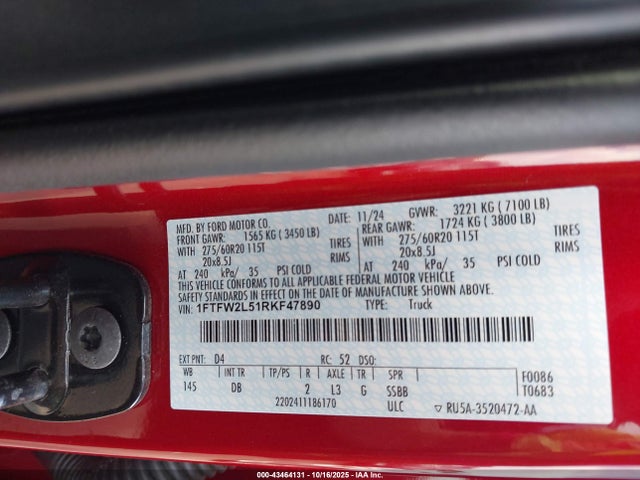 MFD. BY FORD MOTOR CO.
DATE: 11/24 GVWR: 3221 KG ( 7100 LB)
FRONT GAWR: 1565 KG ( 3450 LB) REAR GAWR: 1724 KG ( 3800 LB)
WITH 275/60R20 115T TIRES WITH 275/60R20 115T TIRES
20x8.5J RIMS 20x8.5J RIMS
AT 240 kPa/ 35 PSI COLD AT 240 kPa/ 35 PSI COLD
THIS VEHICLE CONFORMS TO ALL APPLICABLE FEDERAL MOTOR VEHICLE
SAFETY STANDARDS IN EFFECT ON THE DATE OF MANUFACTURE SHOWN ABOVE.
VIN: 1FTFW2L51RKF47890 TYPE: Truck
EXT PNT: D4 RC: 52 DSO:
WB INT TR TP/PS R AXLE TR SPR F0086
145 DB 2 L3 G SSBB T0683
2202411186170 ULC RU5A-3520472-AA
000-43464131 - 10/16/2025 - IAAI.COM